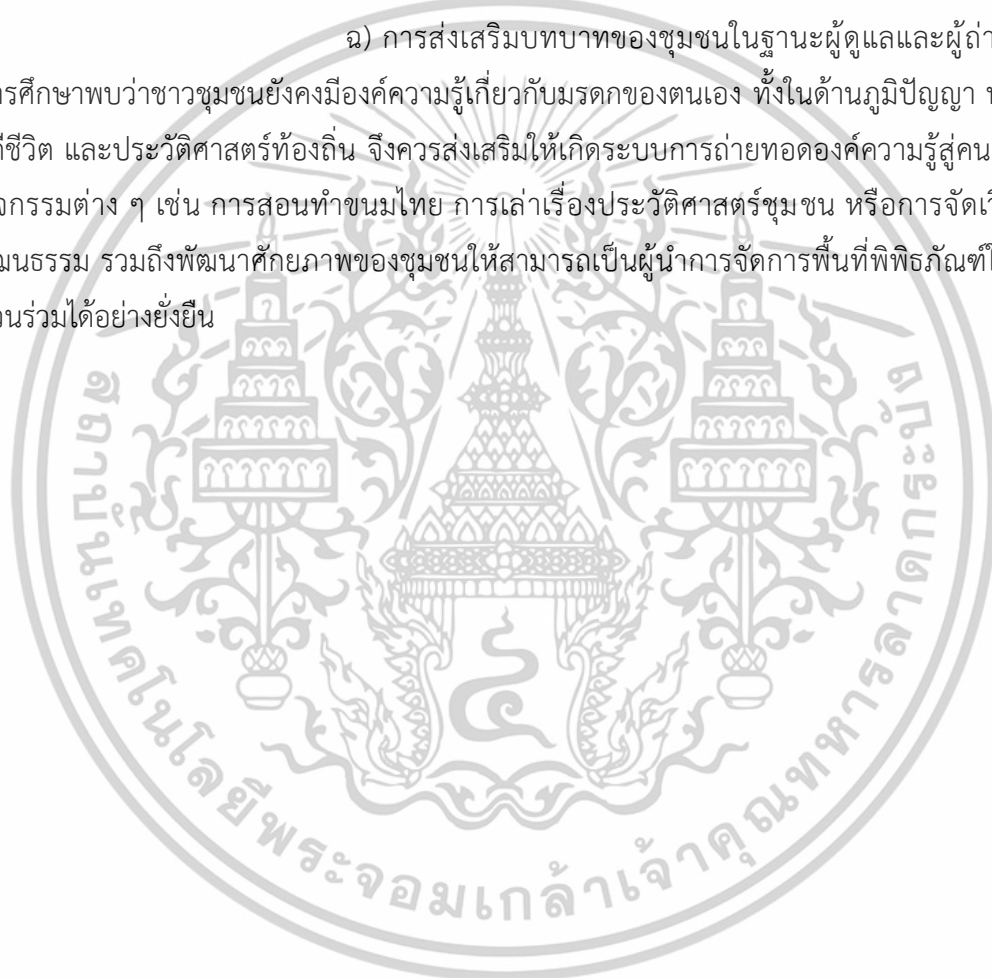 ฉ) การส่งเสริมบทบาทของชุมชนในฐานะผู้ดูแลและผู้ถ่า
ารศึกษาพบว่าชาวชุมชนยังคงมีองค์ความรู้เกี่ยวกับมรดกของตนเอง ทั้งในด้านภูมิปัญญา
ถีชีวิต และประวัติศาสตร์ท้องถิ่น จึงควรส่งเสริมให้เกิดระบบการถ่ายทอดองค์ความรู้สู่คน
จกรรมต่าง ๆ เช่น การสอนทำขนมไทย การเล่าเรื่องประวัติศาสตร์ชุมชน หรือการจัดเว
ฒนธรรม รวมถึงพัฒนาศักยภาพของชุมชนให้สามารถเป็นผู้นำการจัดการพื้นที่พิพิธภัณฑ์ใ
วนร่วมได้อย่างยั่งยืน
สถาบันเทคโนโลยีพระจอมเกล้าเจ้าคุณทหารลาดกระบัง
๔